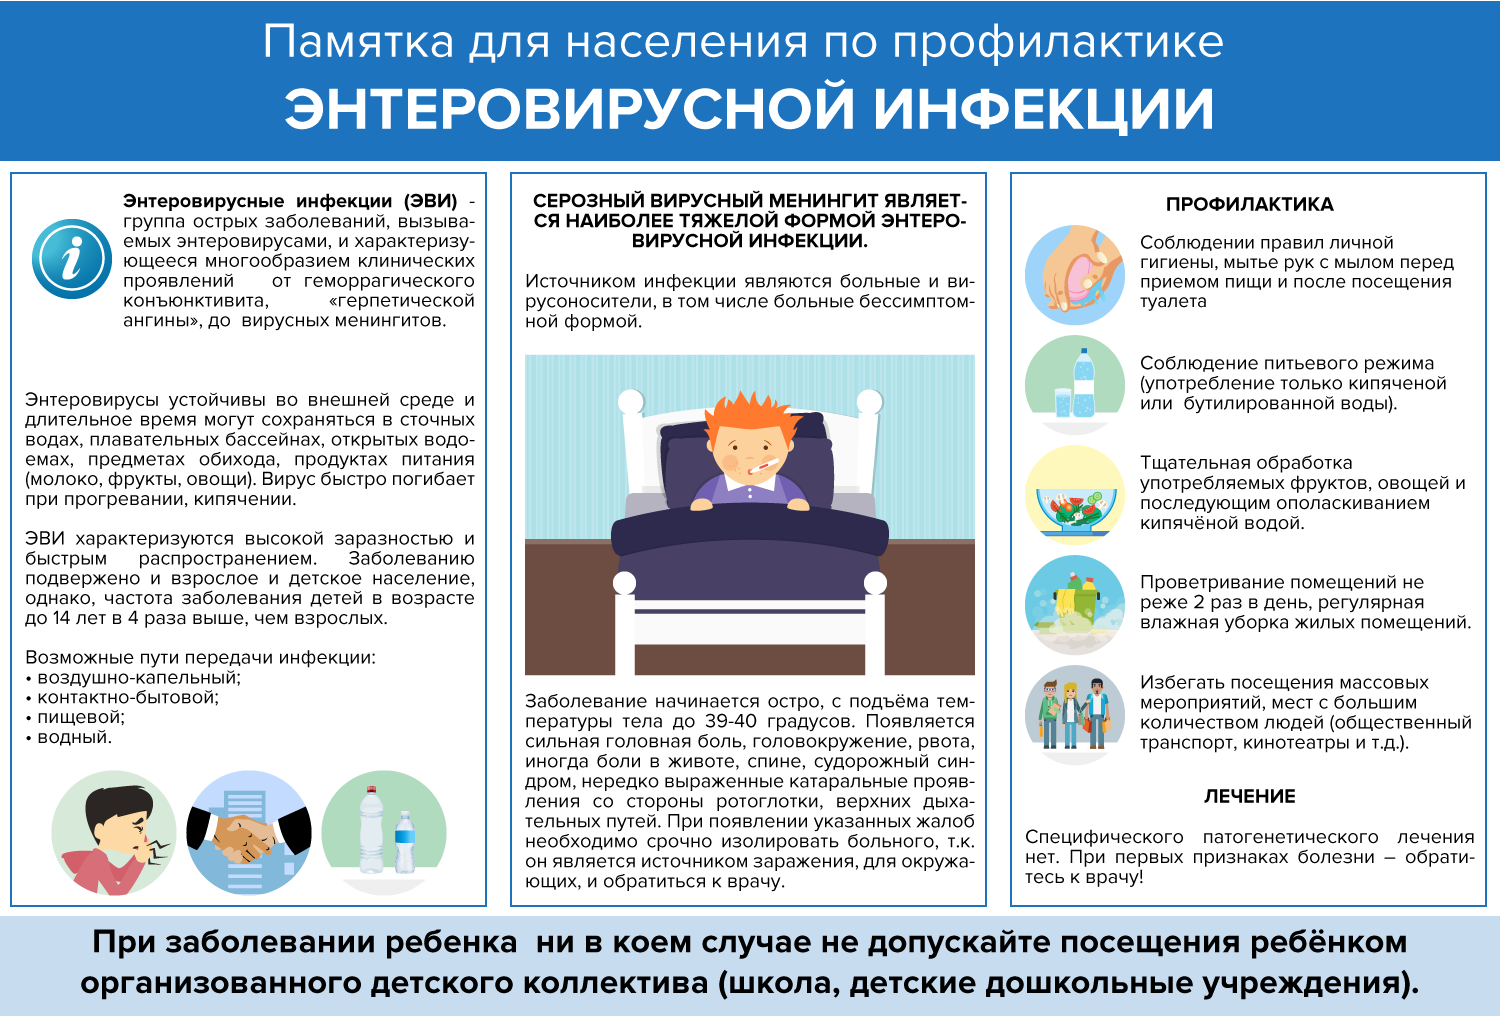 Памятка для населения по профилактике
ЭНТЕРОВИРУСНОЙ ИНФЕКЦИИ
Энтеровирусные инфекции (ЭВИ) -
группа острых заболеваний, вызыва-
емых энтеровирусами, и характеризу-
ющееся многообразием клинических
проявлений от геморрагического
конъюнктивита, «герпетической
ангины», до вирусных менингитов.
Энтеровирусы устойчивы во внешней среде и
длительное время могут сохраняться в сточных
водах, плавательных бассейнах, открытых водо-
емах, предметах обихода, продуктах питания
(молоко, фрукты, овощи). Вирус быстро погибает
при прогревании, кипячении.
ЭВИ характеризуются высокой заразностью и
быстрым распространением. Заболеванию
подвержено и взрослое и детское население,
однако, частота заболевания детей в возрасте
до 14 лет в 4 раза выше, чем взрослых.
Возможные пути передачи инфекции:
• воздушно-капельный;
• контактно-бытовой;
• пищевой;
• водный.
СЕРОЗНЫЙ ВИРУСНЫЙ МЕНИНГИТ ЯВЛЯЕТ-
СЯ НАИБОЛЕЕ ТЯЖЕЛОЙ ФОРМОЙ ЭНТЕРО-
ВИРУСНОЙ ИНФЕКЦИИ.
Источником инфекции являются больные и ви-
русоносители, в том числе больные бессимптом-
ной формой.
Заболевание начинается остро, с подъёма тем-
пературы тела до 39-40 градусов. Появляется
сильная головная боль, головокружение, рвота,
иногда боли в животе, спине, судорожный син-
дром, нередко выраженные катаральные прояв-
ления со стороны ротоглотки, верхних дыха-
тельных путей. При появлении указанных жалоб
необходимо срочно изолировать больного, т.к.
он является источником заражения, для окружа-
ющих, и обратиться к врачу.
ПРОФИЛАКТИКА
Соблюдении правил личной
гигиены, мытье рук с мылом перед
приемом пищи и после посещения
туалета
Соблюдение питьевого режима
(употребление только кипяченой
или бутилированной воды).
Тщательная обработка
употребляемых фруктов, овощей и
последующим ополаскиванием
кипячёной водой.
Проветривание помещений не
реже 2 раз в день, регулярная
влажная уборка жилых помещений.
Избегать посещения массовых
мероприятий, мест с большим
количеством людей (общественный
транспорт, кинотеатры и т.д.).
ЛЕЧЕНИЕ
Специфического патогенетического лечения
нет. При первых признаках болезни – обрати-
тесь к врачу!
При заболевании ребенка ни в коем случае не допускайте посещения ребёнком
организованного детского коллектива (школа, детские дошкольные учреждения).